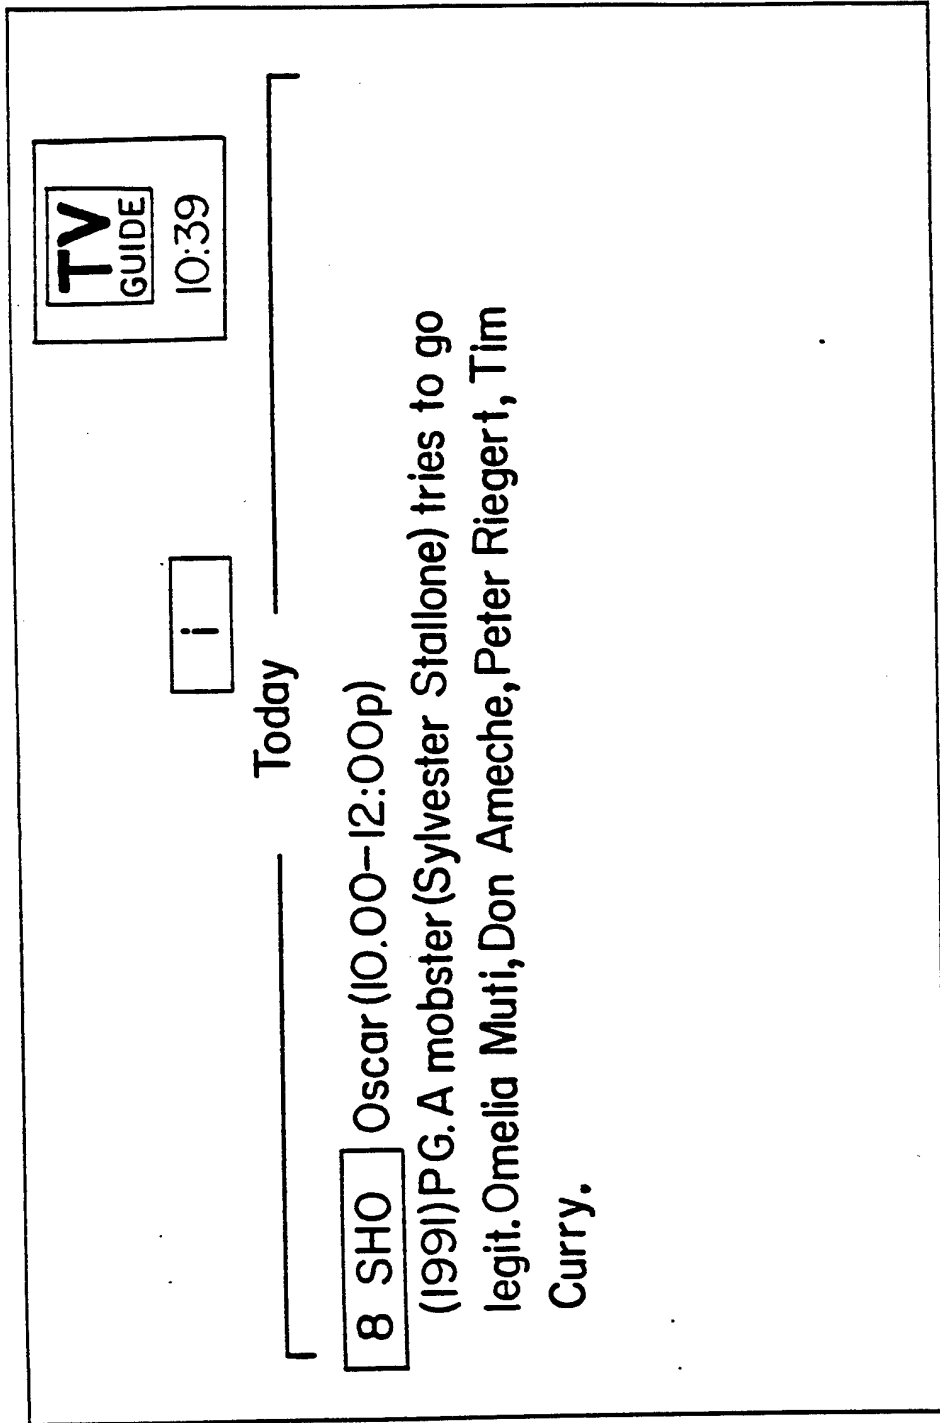 TV
GUIDE
10:39
i
Today
8 SHO Oscar (10.00-12:00p)
(1991)PG. A mobster (Sylvester Stallone) tries to go
legit. Omelia Muti, Don Ameche, Peter Riegert, Tim
Curry.